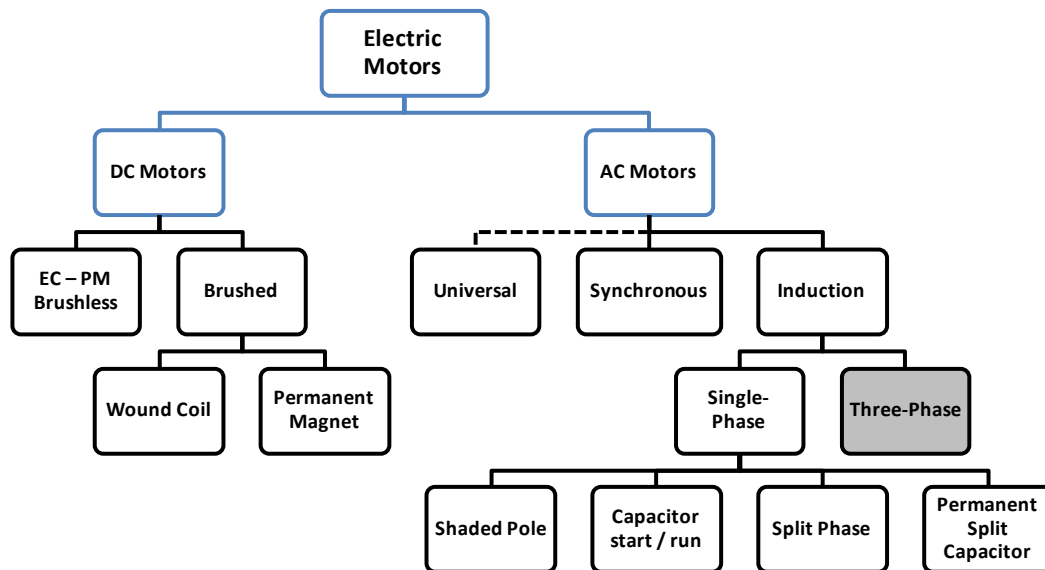 Electric
Motors
DC Motors
AC Motors
EC – PM
Brushless
Brushed
Universal
Synchronous
Induction
Wound Coil
Permanent
Magnet
Single-
Phase
Three-Phase
Shaded Pole
Capacitor
start / run
Split Phase
Permanent
Split
Capacitor